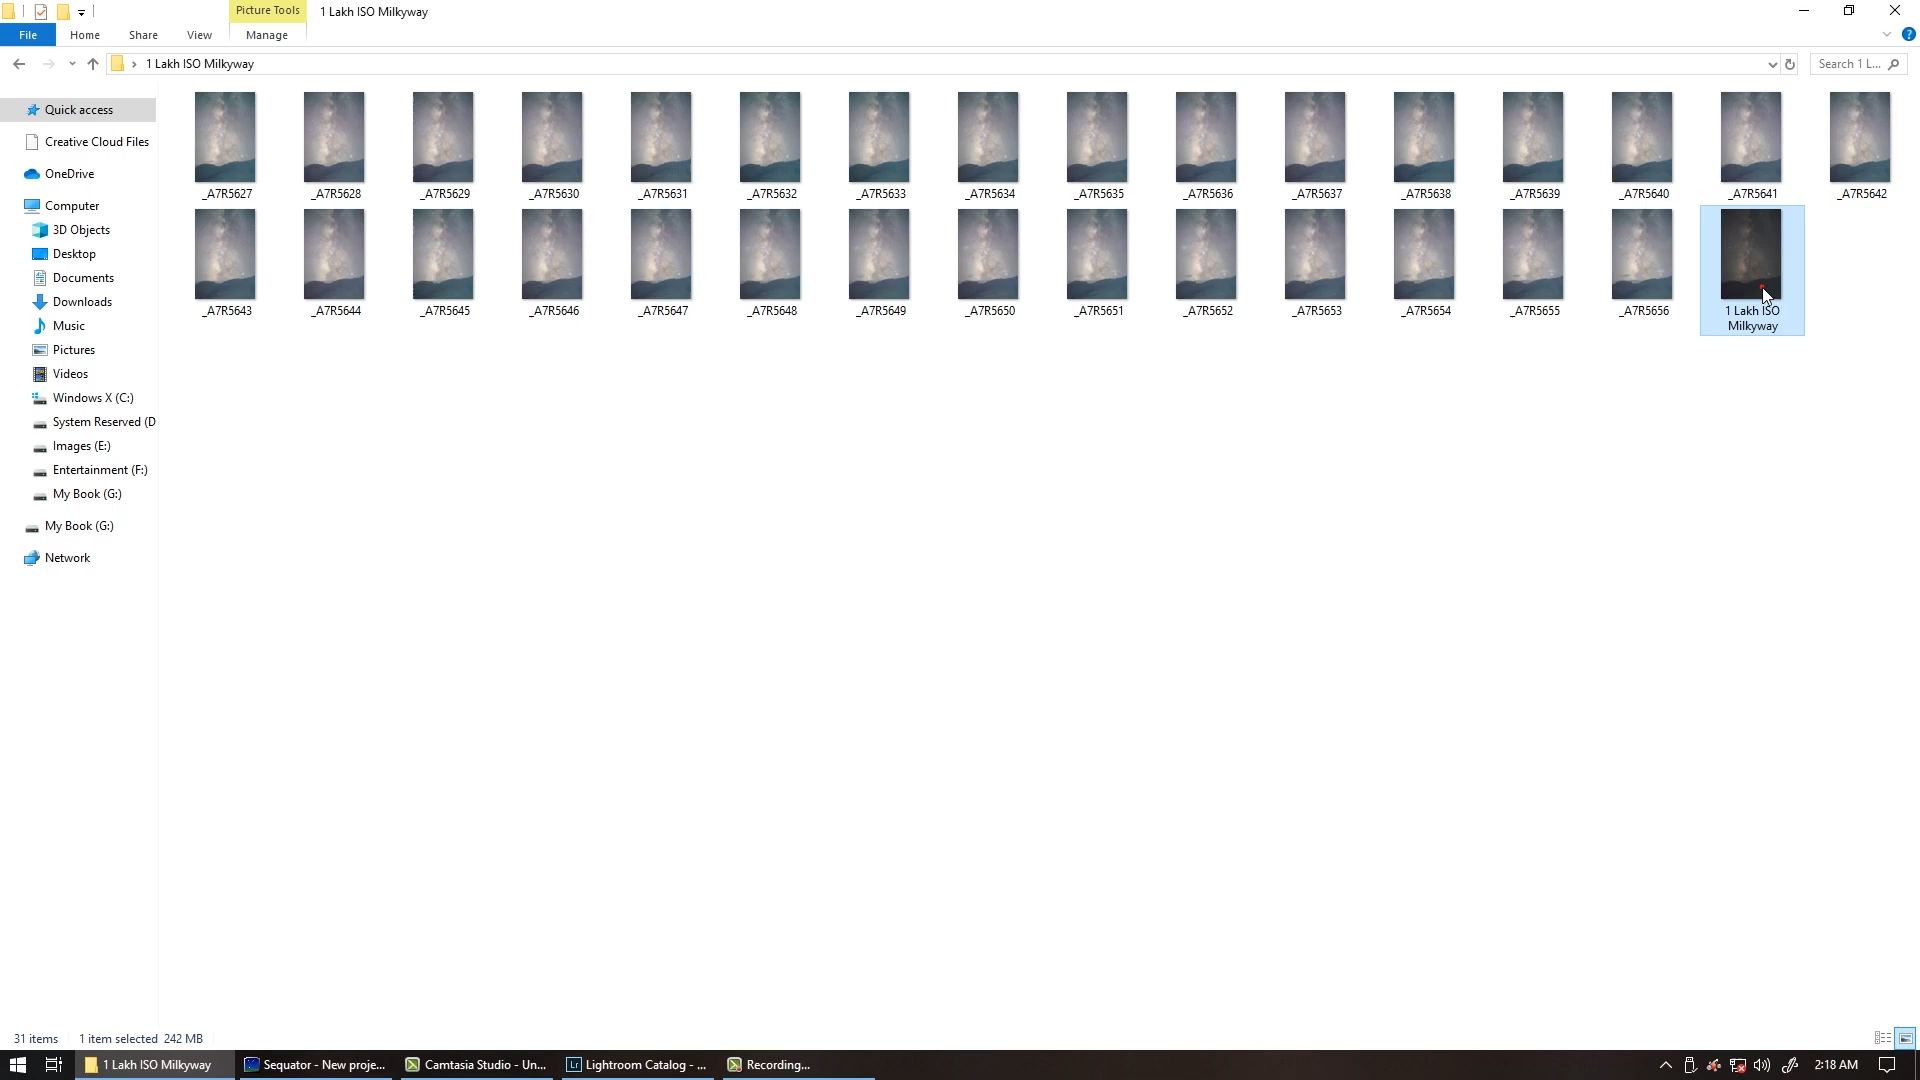 Picture Tools
1 Lakh ISO Milkyway
File
Home
Share
View
Manage
1 Lakh ISO Milkyway
Search 1 L...
Quick access
Creative Cloud Files
OneDrive
Computer
3D Objects
Desktop
Documents
Downloads
Music
Pictures
Videos
Windows X (C:)
System Reserved (D
Images (E:)
Entertainment (F:)
My Book (G:)
My Book (G:)
Network
_A7R5627
_A7R5628
_A7R5629
_A7R5630
_A7R5631
_A7R5632
_A7R5633
_A7R5634
_A7R5635
_A7R5636
_A7R5637
_A7R5638
_A7R5639
_A7R5640
_A7R5641
_A7R5642
_A7R5643
_A7R5644
_A7R5645
_A7R5646
_A7R5647
_A7R5648
_A7R5649
_A7R5650
_A7R5651
_A7R5652
_A7R5653
_A7R5654
_A7R5655
_A7R5656
1 Lakh ISO
Milkyway
31 items
1 item selected 242 MB
1 Lakh ISO Milkyway
Sequator - New proje...
Camtasia Studio - Un...
Lr
Lightroom Catalog - ...
Recording...
2:18 AM